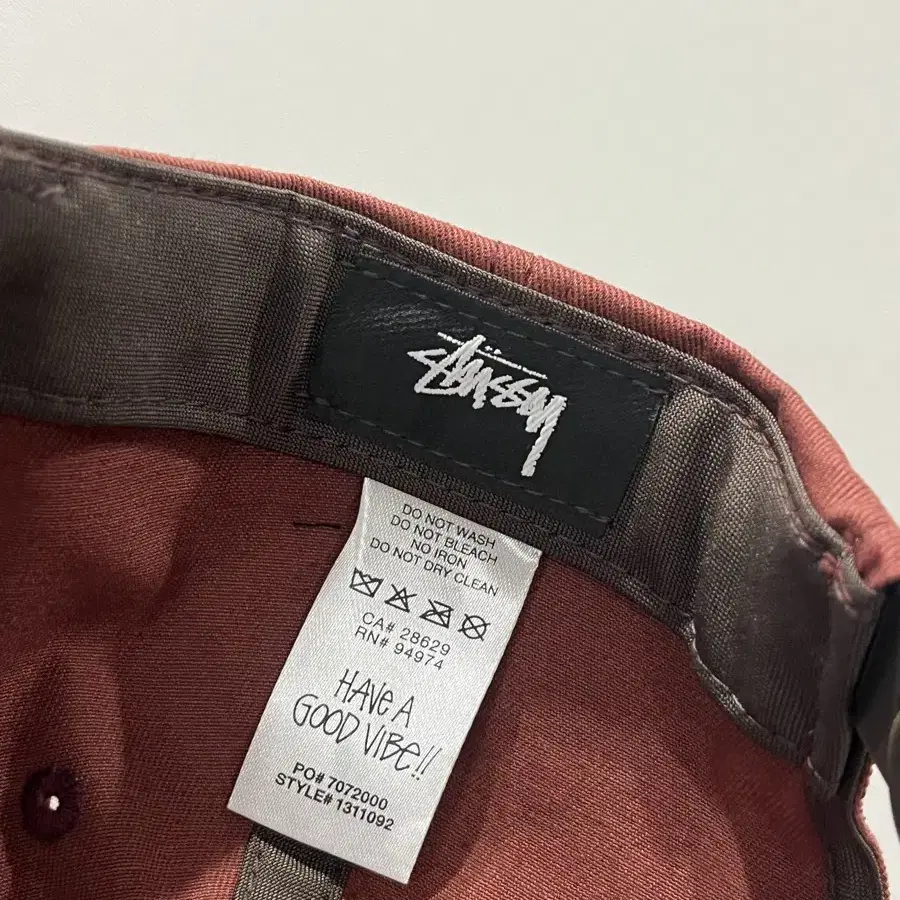 Stüssy
DO NOT WASH
DO NOT BLEACH
NO IRON
DO NOT DRY CLEAN
CA# 28629
RN# 94974
HAVE A
GOOD VIBE!!
PO# 7072000
STYLE# 1311092